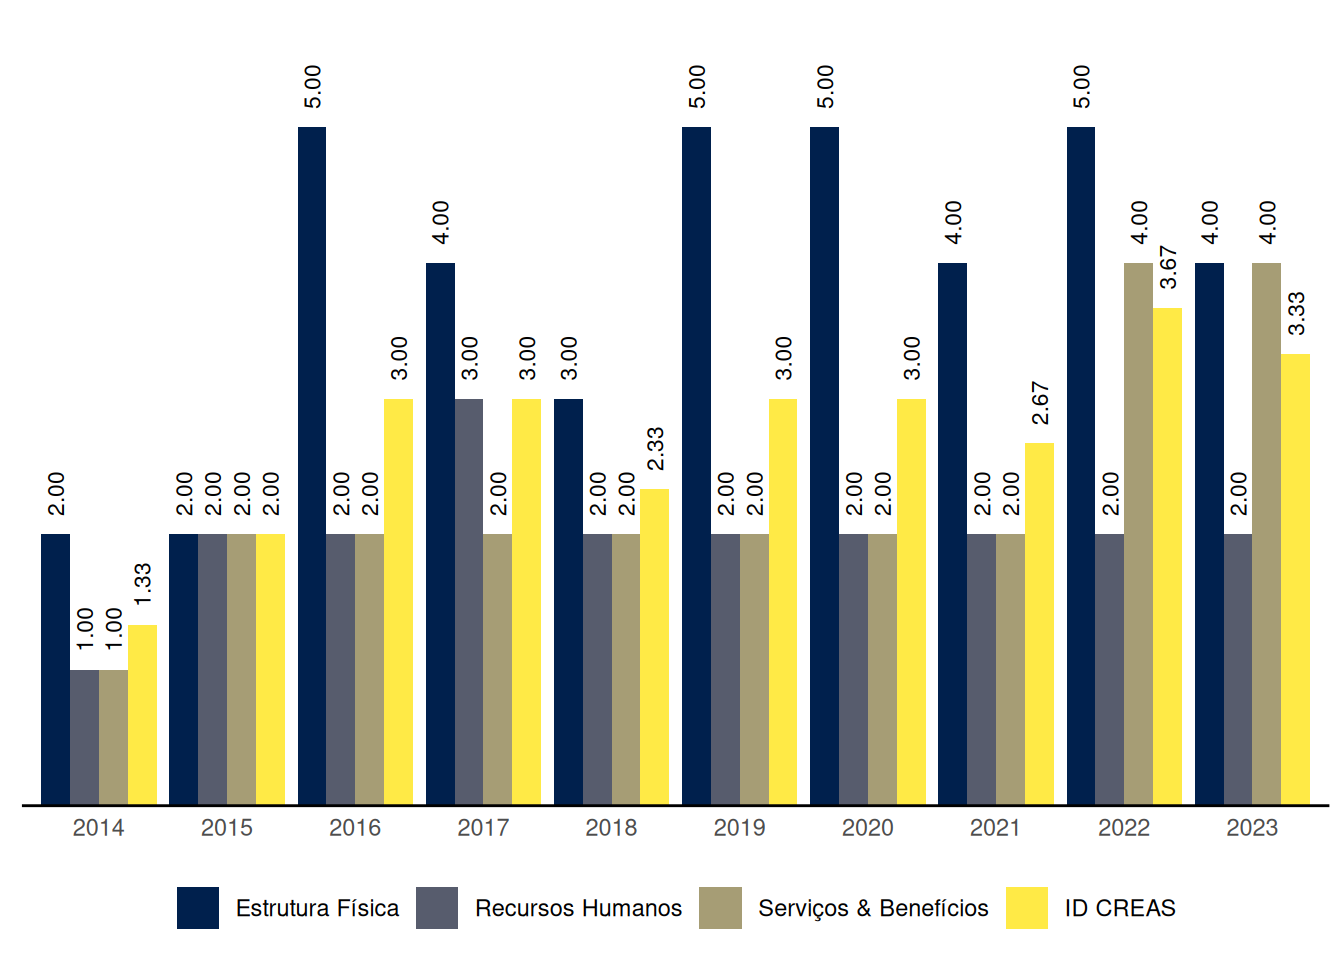 5.00 5.00 5.00 5.00
4.00 4.00 4.00 4.00 4.00
3.67
3.33
3.00 3.00 3.00 3.00 3.00 3.00
2.67
2.33
2.00 2.00 2.00 2.00 2.00 2.00 2.00 2.00 2.00 2.00 2.00 2.00 2.00 2.00 2.00 2.00 2.00 2.00
1.33
1.00 1.00
2014 2015 2016 2017 2018 2019 2020 2021 2022 2023
Estrutura Física Recursos Humanos Serviços & Benefícios ID CREAS